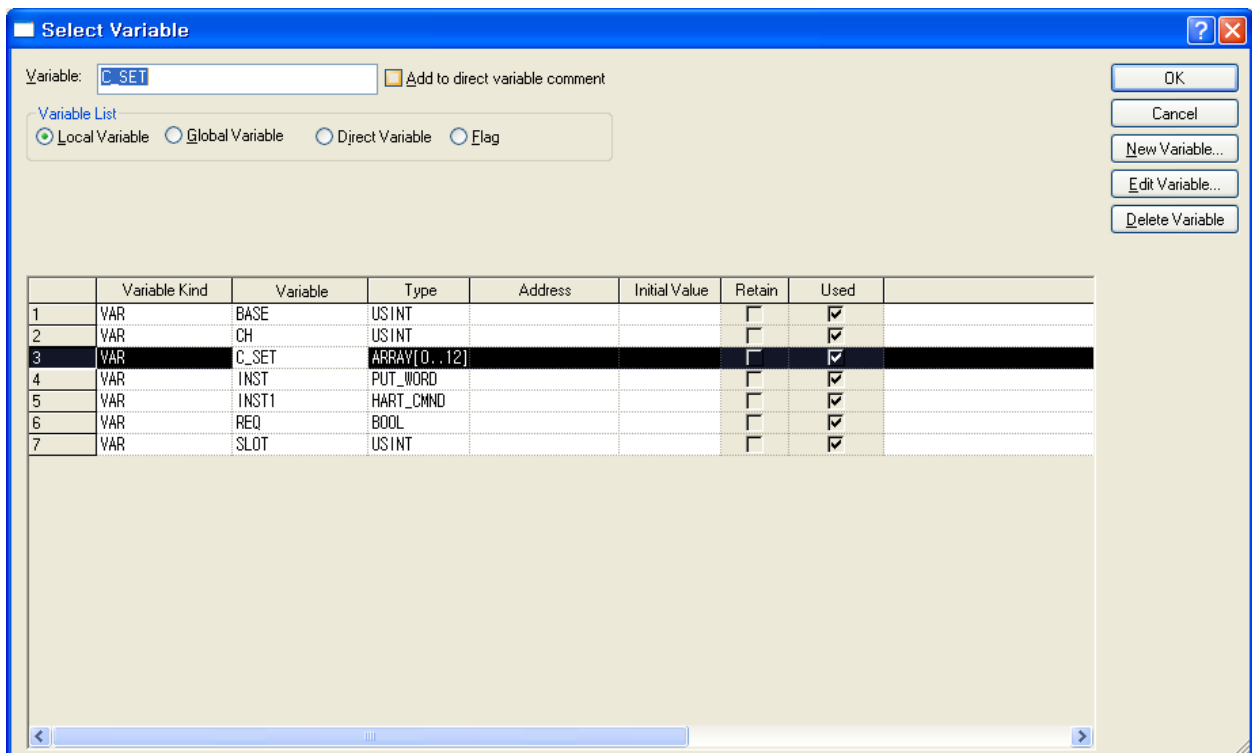 Select Variable
Variable: C_SET Add to direct variable comment
OK
Variable List
Cancel
Local Variable Global Variable Direct Variable Flag
New Variable...
Edit Variable...
Delete Variable
Variable Kind Variable Type Address Initial Value Retain Used
1 VAR BASE USINT
2 VAR CH USINT
3 VAR C_SET ARRAY[0..12]
4 VAR INST PUT_WORD
5 VAR INST1 HART_CMND
6 VAR REQ BOOL
7 VAR SLOT USINT